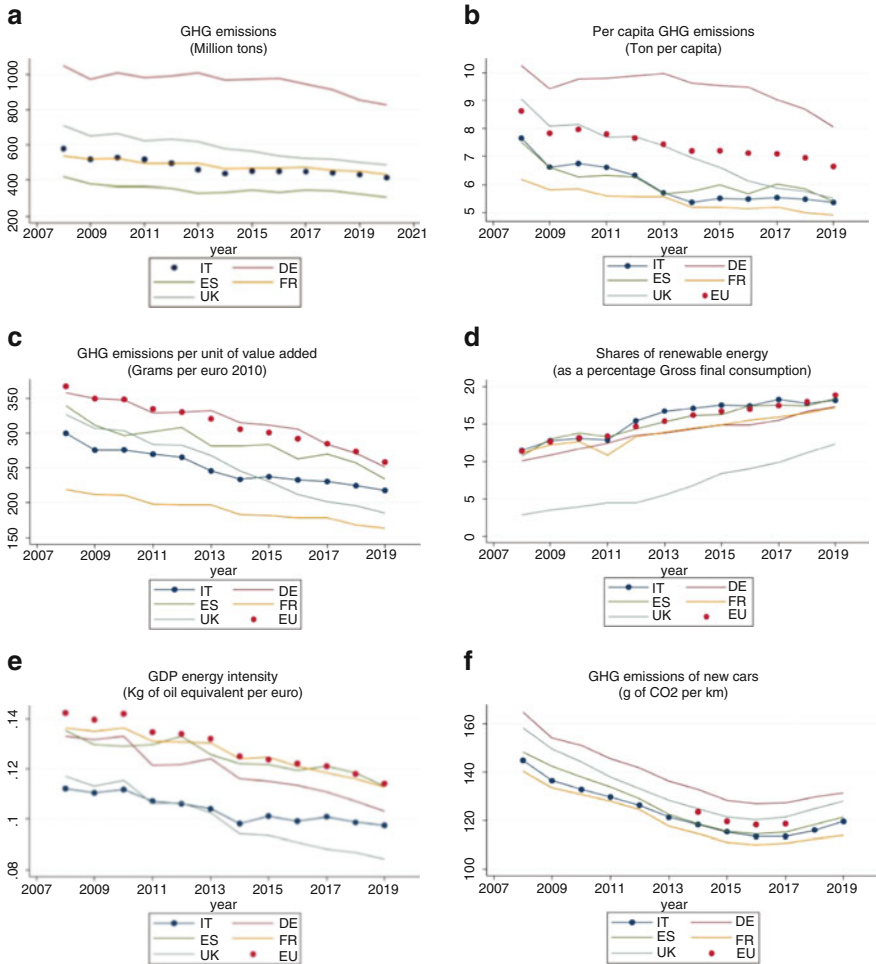 a
GHG emissions
(Million tons)
1000
800
600
400
200
2007 2009 2011 2013 2015 2017 2019 2021
year
IT DE
ES FR
UK
b
Per capita GHG emissions
(Ton per capita)
10
9
8
7
6
5
2007 2009 2011 2013 2015 2017 2019
year
IT DE
ES FR
UK EU
c
GHG emissions per unit of value added
(Grams per euro 2010)
350
300
250
200
150
2007 2009 2011 2013 2015 2017 2019
year
IT DE
ES FR
UK EU
d
Shares of renewable energy
(as a percentage Gross final consumption)
20
15
10
5
0
2007 2009 2011 2013 2015 2017 2019
year
IT DE
ES FR
UK EU
e
GDP energy intensity
(Kg of oil equivalent per euro)
.14
.12
.1
.08
2007 2009 2011 2013 2015 2017 2019
year
IT DE
ES FR
UK EU
f
GHG emissions of new cars
(g of CO2 per km)
160
140
120
100
2007 2009 2011 2013 2015 2017 2019
year
IT DE
ES FR
UK EU